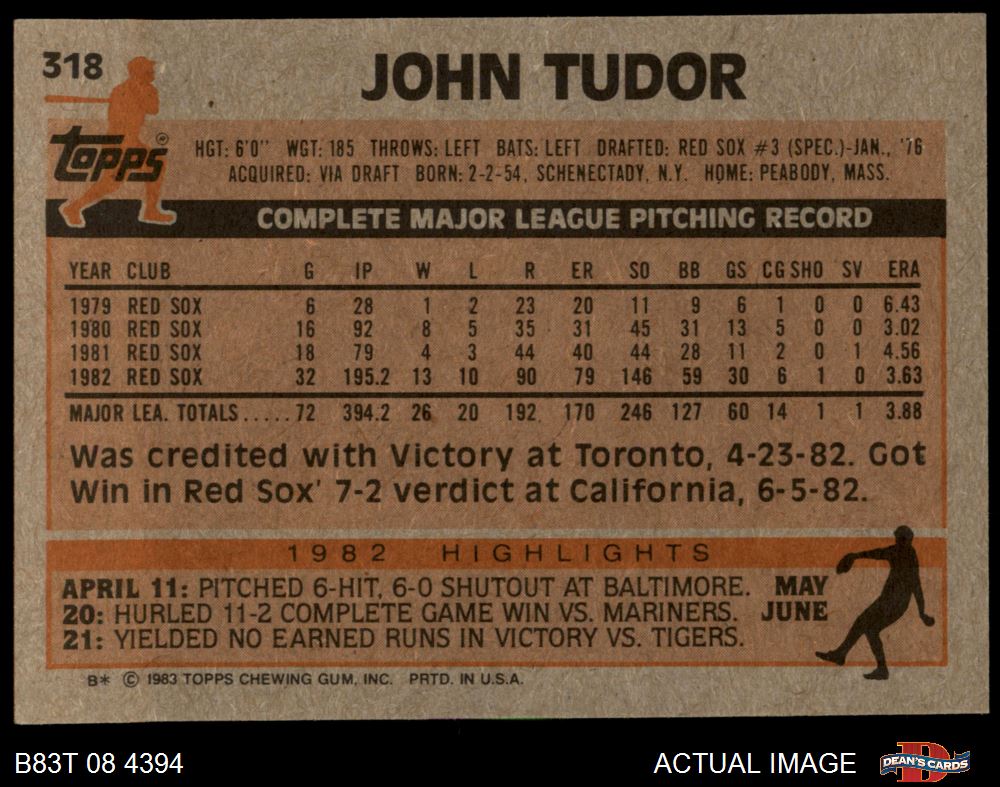 318
JOHN TUDOR
Topps®
HGT: 6'0" WGT: 185 THROWS: LEFT BATS: LEFT DRAFTED: RED SOX #3 (SPEC.)-JAN., '76
ACQUIRED: VIA DRAFT BORN: 2-2-54, SCHENECTADY, N.Y. HOME: PEABODY, MASS.
COMPLETE MAJOR LEAGUE PITCHING RECORD
YEAR CLUB G IP W L R ER SO BB GS CG SHO SV ERA
1979 RED SOX 6 28 1 2 23 20 11 9 6 1 0 0 6.43
1980 RED SOX 16 92 8 5 35 31 45 31 13 5 0 0 3.02
1981 RED SOX 18 79 4 3 44 40 44 28 11 2 0 1 4.56
1982 RED SOX 32 195.2 13 10 90 79 146 59 30 6 1 0 3.63
MAJOR LEA. TOTALS.....72 394.2 26 20 192 170 246 127 60 14 1 1 3.88
Was credited with Victory at Toronto, 4-23-82. Got
Win in Red Sox' 7-2 verdict at California, 6-5-82.
1982 HIGHLIGHTS
APRIL 11: PITCHED 6-HIT, 6-0 SHUTOUT AT BALTIMORE. MAY
20: HURLED 11-2 COMPLETE GAME WIN VS. MARINERS. JUNE
21: YIELDED NO EARNED RUNS IN VICTORY VS. TIGERS.
B* © 1983 TOPPS CHEWING GUM, INC. PRTD. IN U.S.A.
B83T 08 4394
ACTUAL IMAGE
D
DEAN'S CARDS